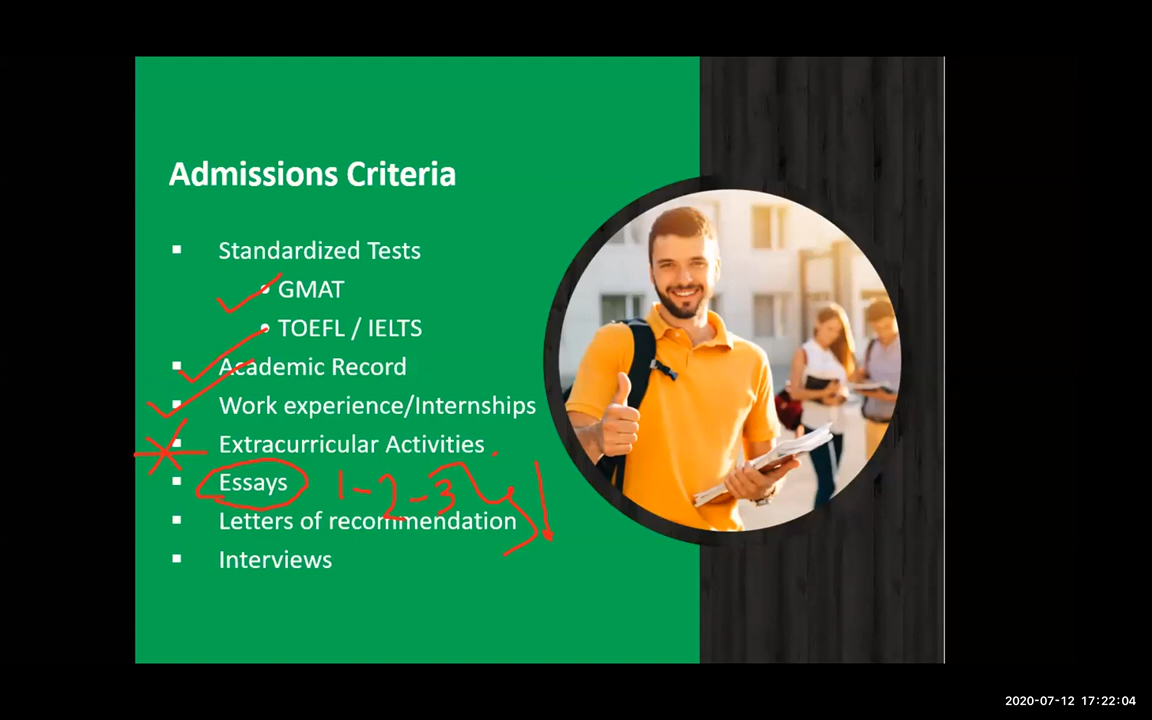 Admissions Criteria
▪ Standardized Tests
• GMAT
• TOEFL / IELTS
▪ Academic Record
▪ Work experience/Internships
▪ Extracurricular Activities
▪ Essays 1-2-3
▪ Letters of recommendation
▪ Interviews
2020-07-12 17:22:04